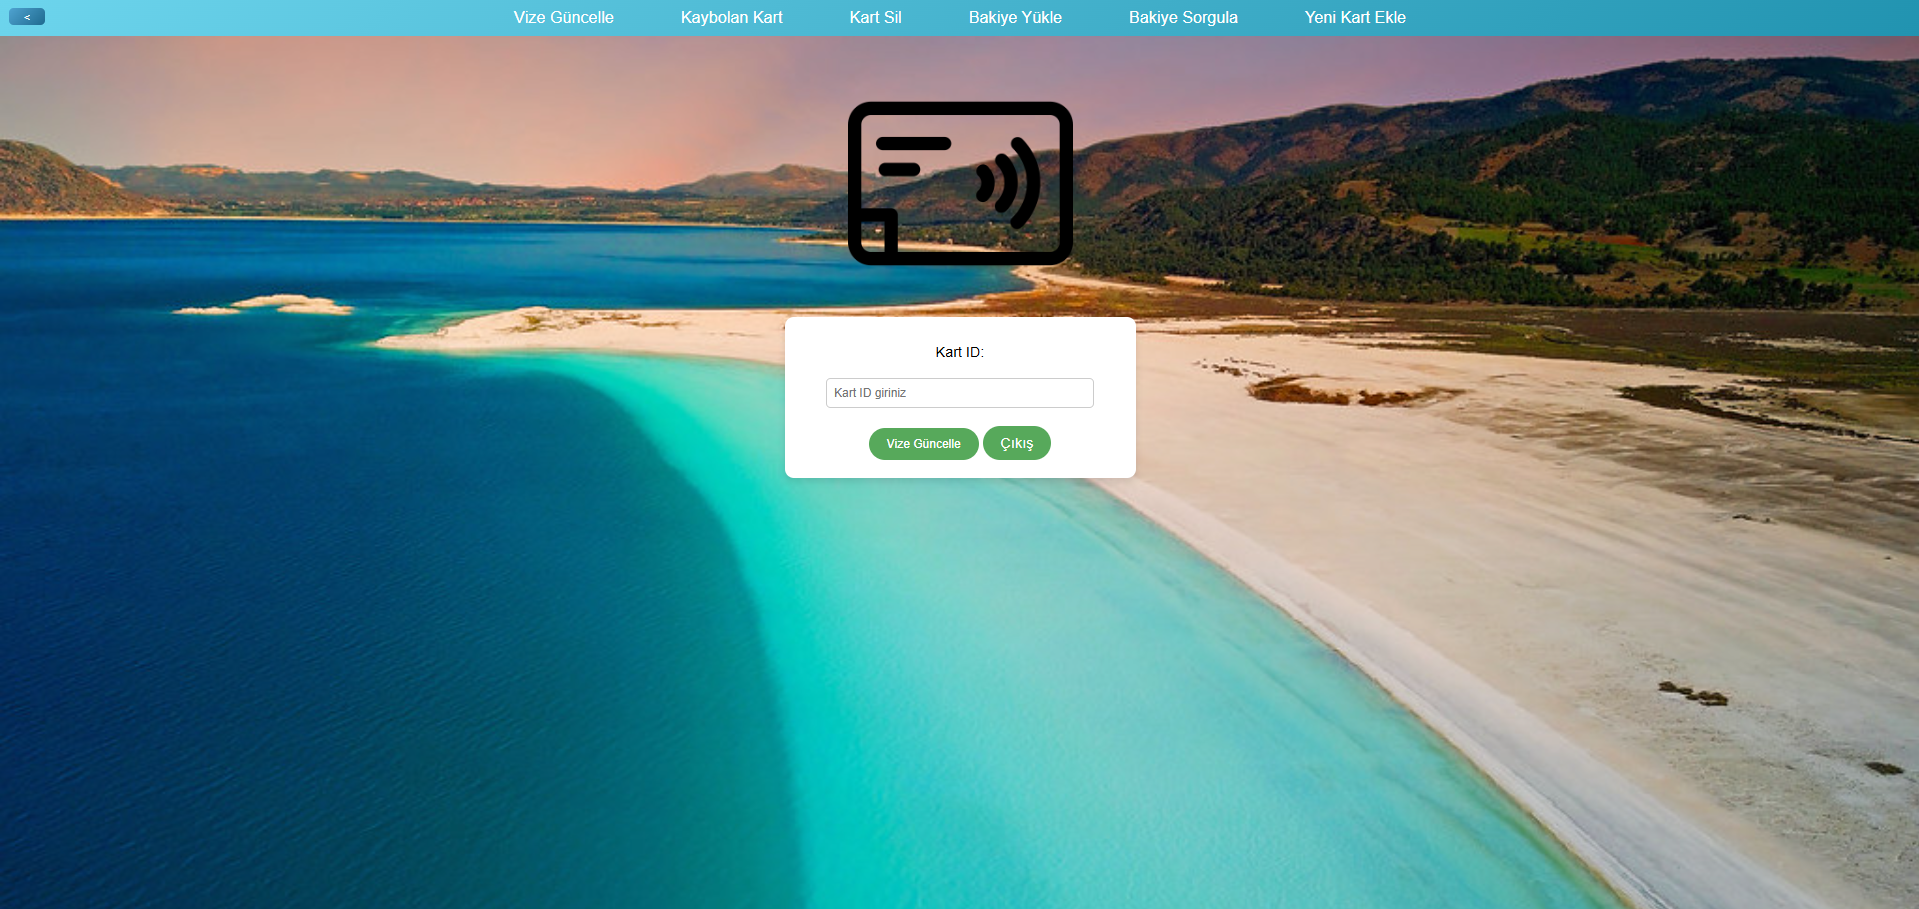 <
Vize Güncelle
Kaybolan Kart
Kart Sil
Bakiye Yükle
Bakiye Sorgula
Yeni Kart Ekle
Kart ID:
Kart ID giriniz
Vize Güncelle
Çıkış